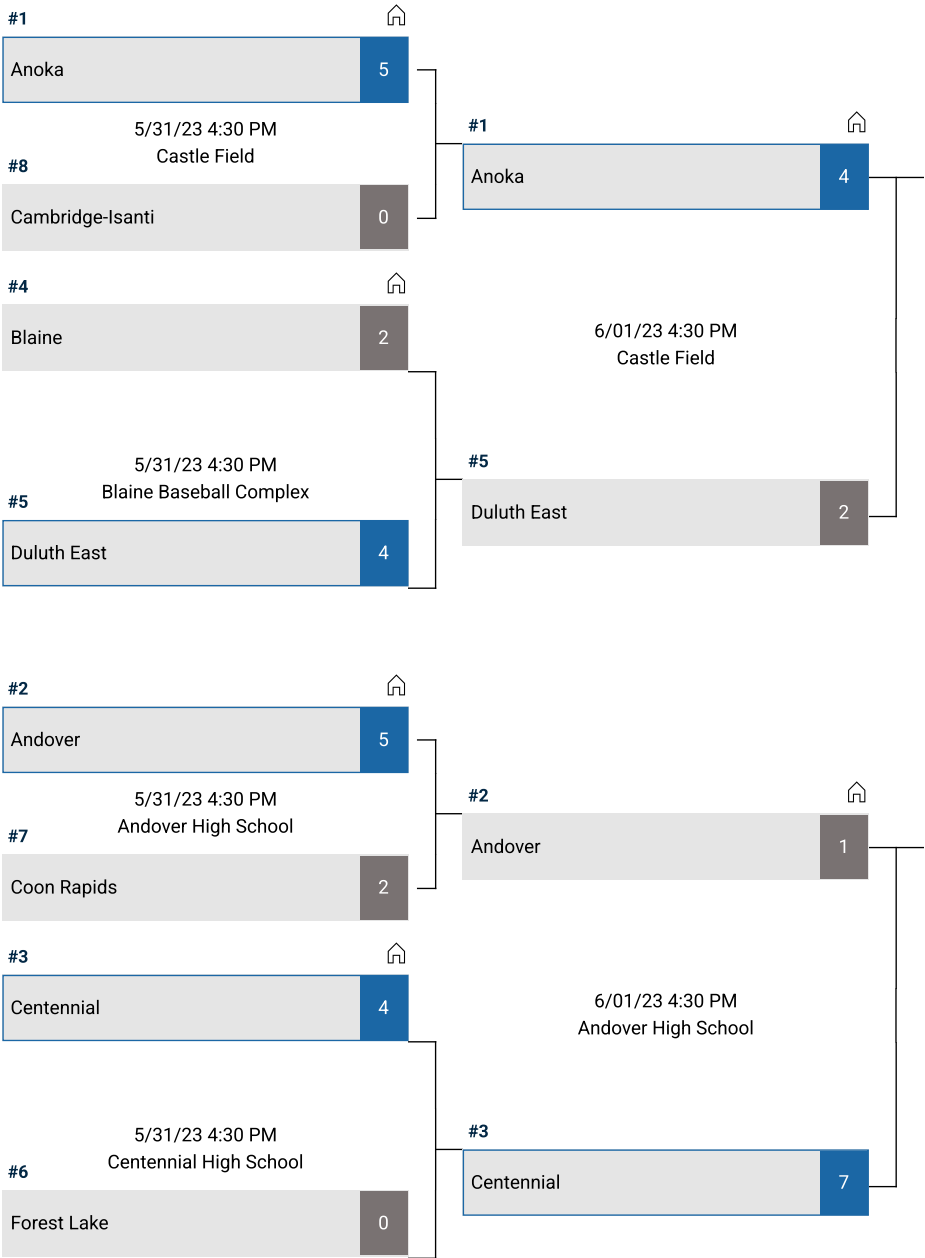 #1
Anoka
5
5/31/23 4:30 PM
Castle Field
#8
Cambridge-Isanti
0
#4
Blaine
2
5/31/23 4:30 PM
Blaine Baseball Complex
#5
Duluth East
4
#1
Anoka
4
6/01/23 4:30 PM
Castle Field
#5
Duluth East
2
#2
Andover
5
5/31/23 4:30 PM
Andover High School
#7
Coon Rapids
2
#3
Centennial
4
5/31/23 4:30 PM
Centennial High School
#6
Forest Lake
0
#2
Andover
1
6/01/23 4:30 PM
Andover High School
#3
Centennial
7